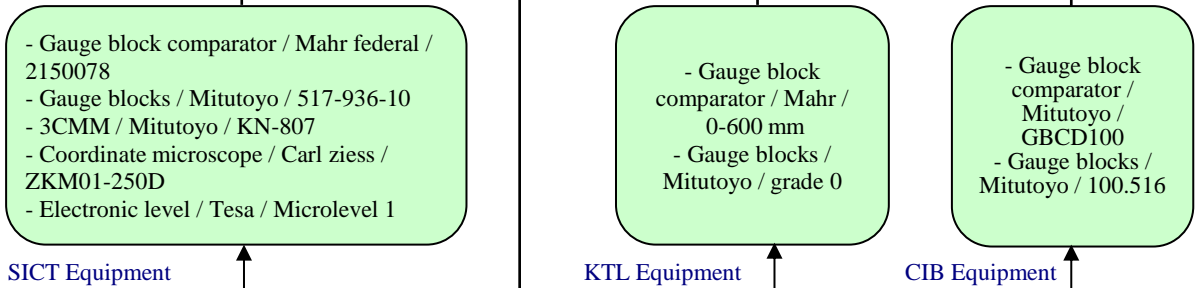 - Gauge block comparator / Mahr federal /
2150078
- Gauge blocks / Mitutoyo / 517-936-10
- 3CMM / Mitutoyo / KN-807
- Coordinate microscope / Carl ziess /
ZKM01-250D
- Electronic level / Tesa / Microlevel 1
SICT Equipment
- Gauge block
comparator / Mahr /
0-600 mm
- Gauge blocks /
Mitutoyo / grade 0
KTL Equipment
- Gauge block
comparator /
Mitutoyo /
GBCD100
- Gauge blocks /
Mitutoyo / 100.516
CIB Equipment